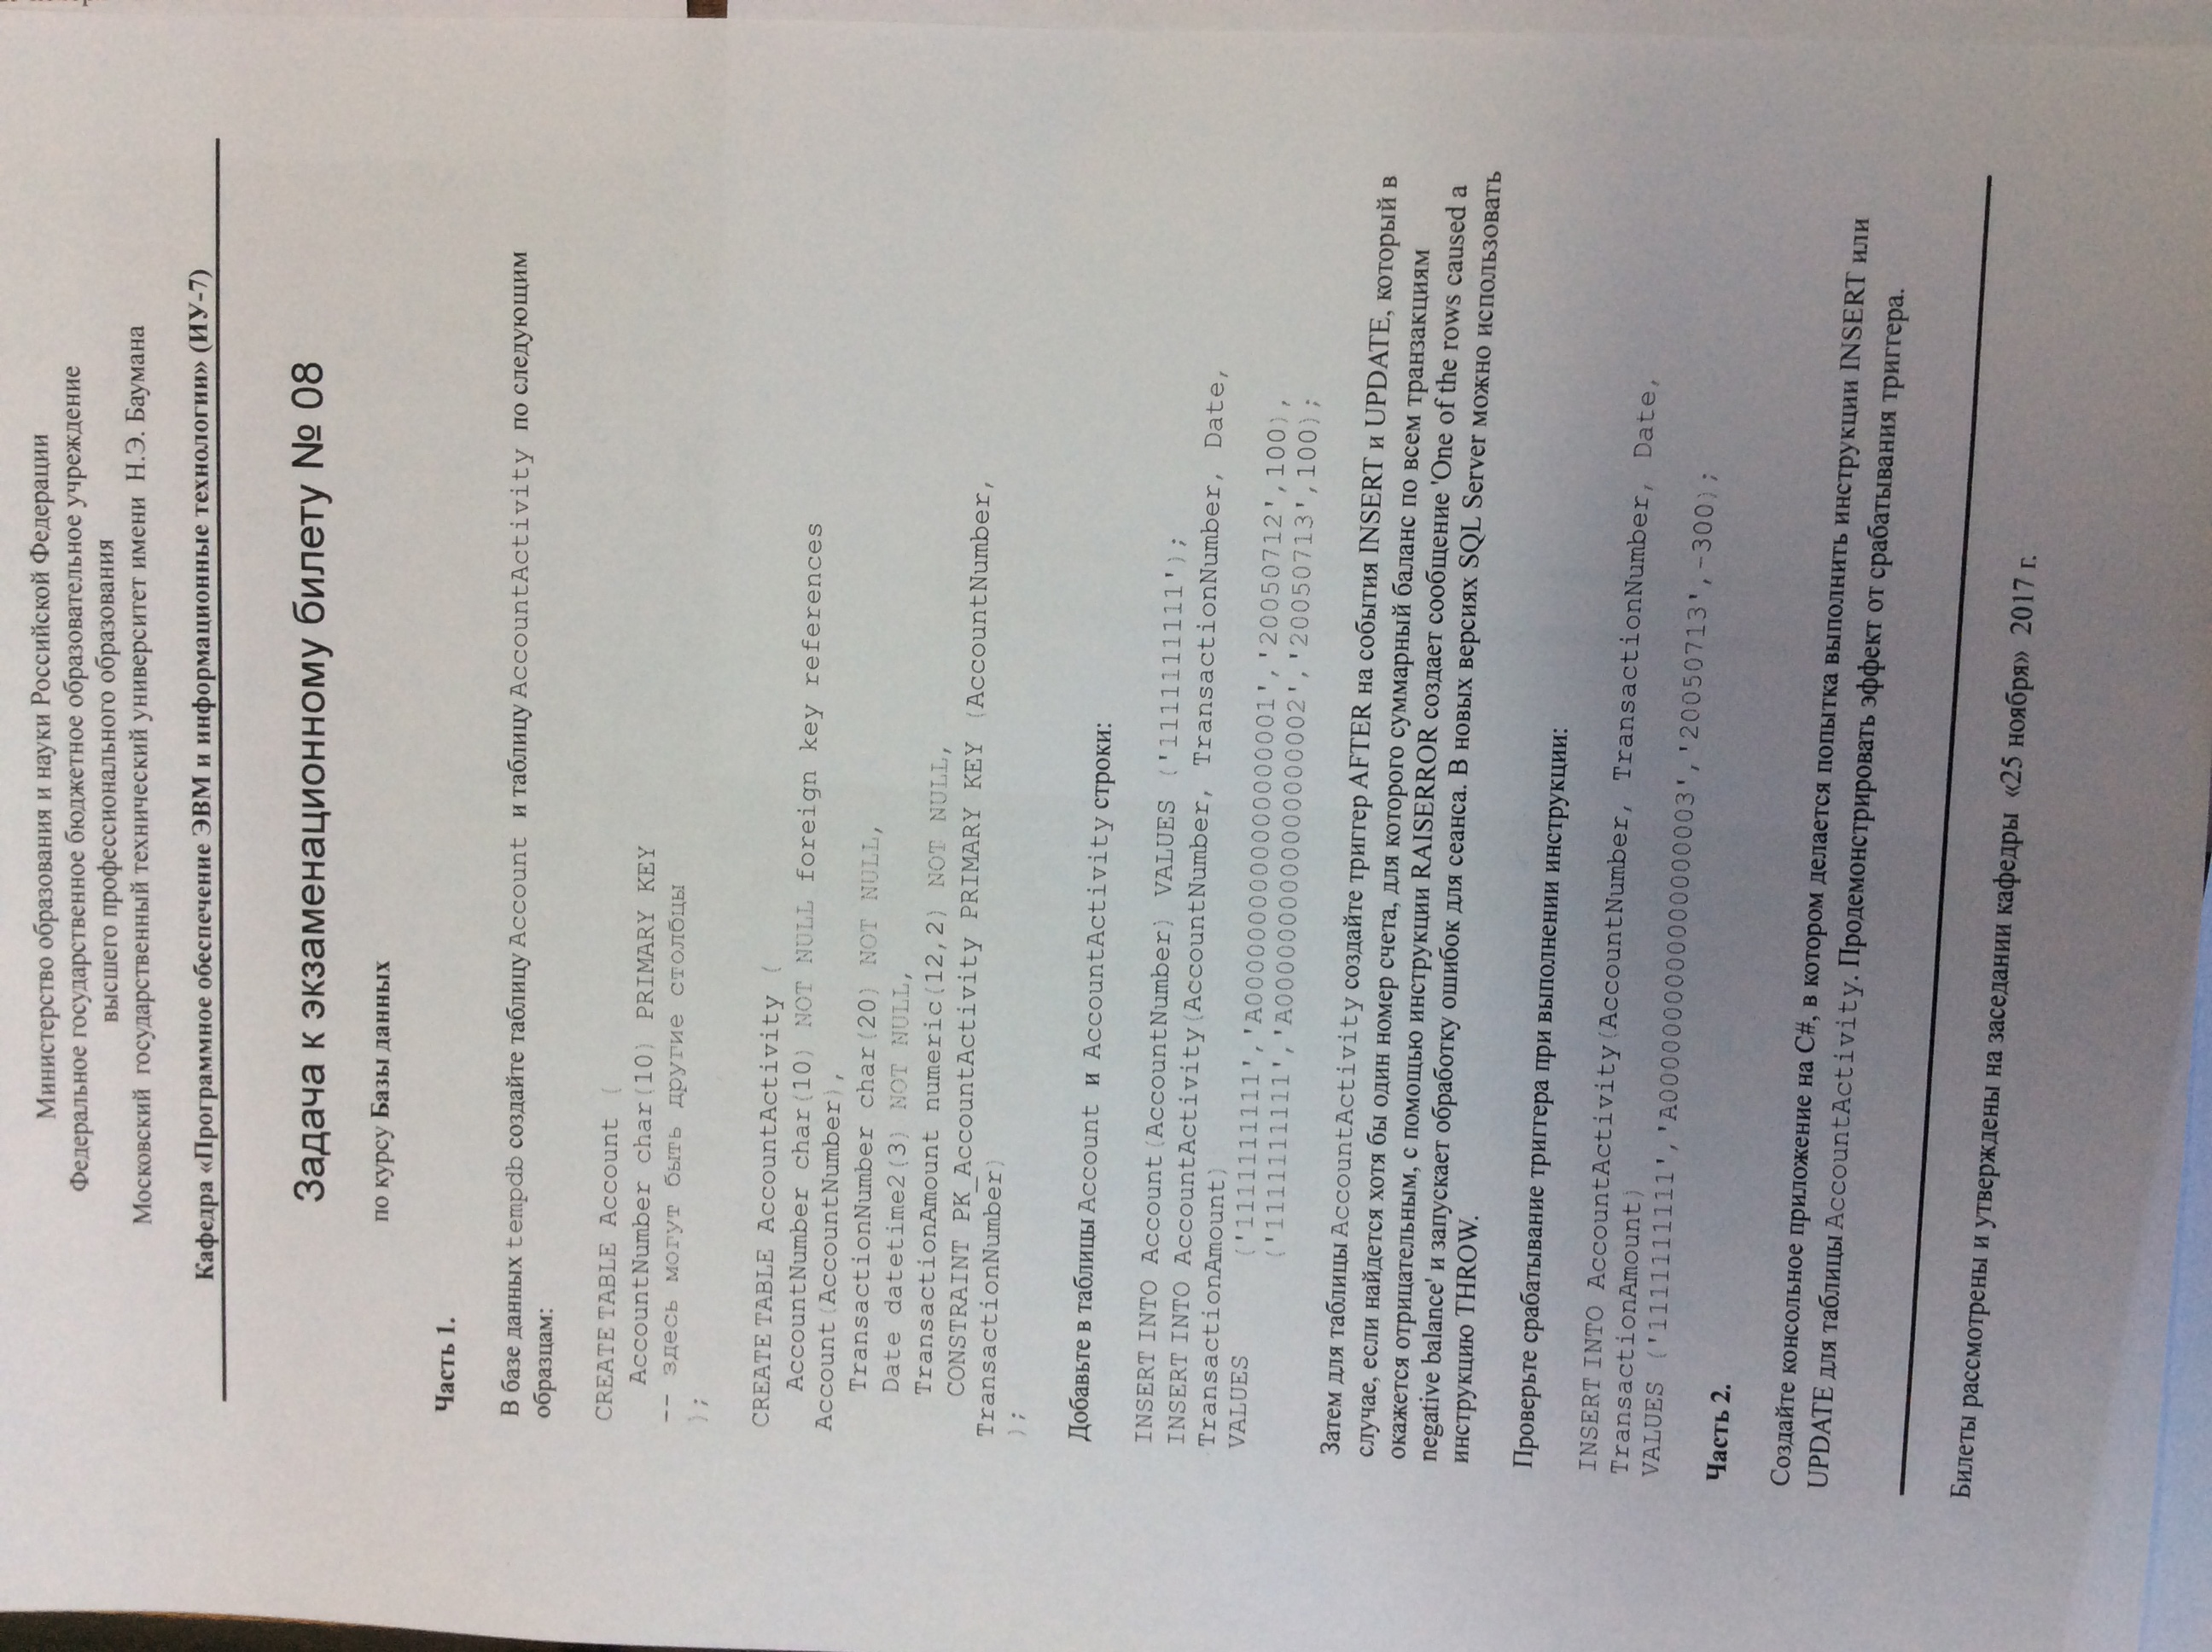 Министерство образования и науки Российской Федерации
Федеральное государственное бюджетное образовательное учреждение
высшего профессионального образования
Московский государственный технический университет имени Н.Э. Баумана
Кафедра «Программное обеспечение ЭВМ и информационные технологии» (ИУ-7)
Задача к экзаменационному билету № 08
по курсу Базы данных
Часть 1.
В базе данных tempdb создайте таблицу Account и таблицу AccountActivity по следующим
образцам:
CREATE TABLE Account (
AccountNumber char(10) PRIMARY KEY
-- здесь могут быть другие столбцы
);
CREATE TABLE AccountActivity (
AccountNumber char(10) NOT NULL foreign key references
Account(AccountNumber),
TransactionNumber char(20) NOT NULL,
Date datetime2(3) NOT NULL,
TransactionAmount numeric(12,2) NOT NULL,
CONSTRAINT PK_AccountActivity PRIMARY KEY (AccountNumber,
TransactionNumber)
);
Добавьте в таблицы Account и AccountActivity строки:
INSERT INTO Account(AccountNumber) VALUES ('1111111111');
INSERT INTO AccountActivity(AccountNumber, TransactionNumber, Date,
TransactionAmount)
VALUES ('1111111111','A0000000000000000001','20050712',100),
('1111111111','A0000000000000000002','20050713',100);
Затем для таблицы AccountActivity создайте триггер AFTER на события INSERT и UPDATE, который в
случае, если найдется хотя бы один номер счета, для которого суммарный баланс по всем транзакциям
окажется отрицательным, с помощью инструкции RAISERROR создает сообщение 'One of the rows caused a
negative balance' и запускает обработку ошибок для сеанса. В новых версиях SQL Server можно использовать
инструкцию THROW.
Проверьте срабатывание триггера при выполнении инструкции:
INSERT INTO AccountActivity(AccountNumber, TransactionNumber, Date,
TransactionAmount)
VALUES ('1111111111','A0000000000000000003','20050713',-300);
Часть 2.
Создайте консольное приложение на C#, в котором делается попытка выполнить инструкции INSERT или
UPDATE для таблицы AccountActivity. Продемонстрировать эффект от срабатывания триггера.
Билеты рассмотрены и утверждены на заседании кафедры «25 ноября» 2017 г.